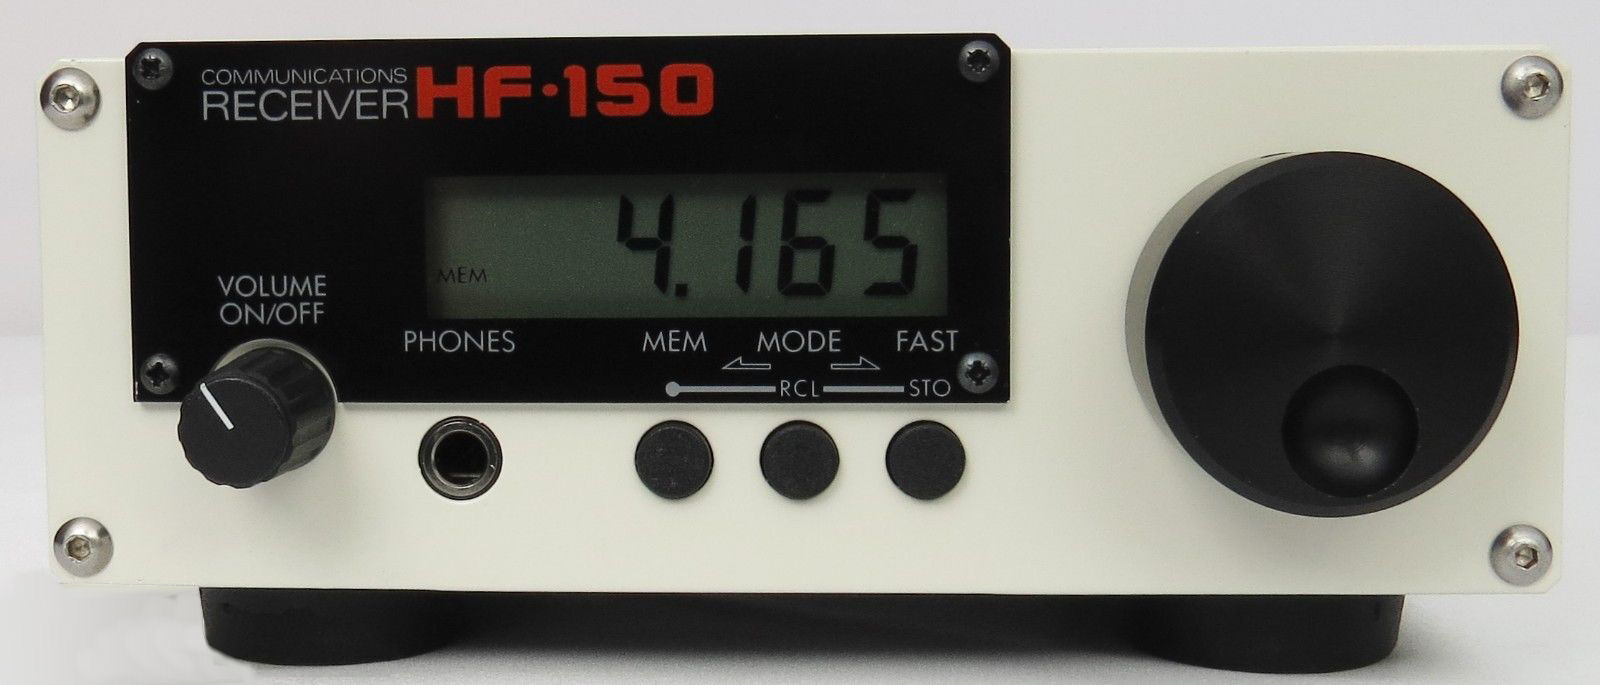 COMMUNICATIONS
RECEIVER HF·150
4.165
MEM
VOLUME
ON/OFF
PHONES
MEM MODE FAST
RCL STO